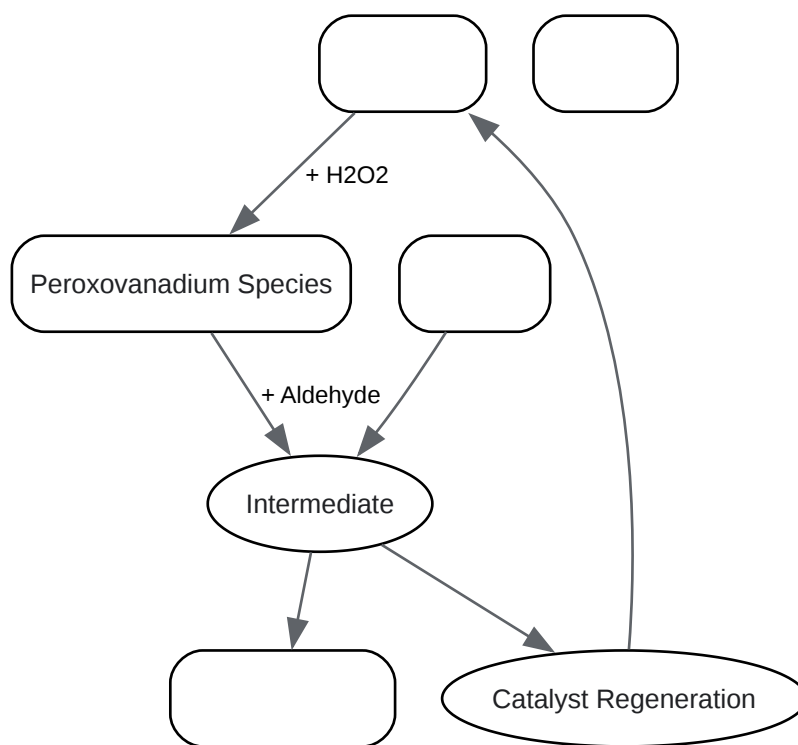 + H2O2
Peroxovanadium Species
+ Aldehyde
Intermediate
Catalyst Regeneration